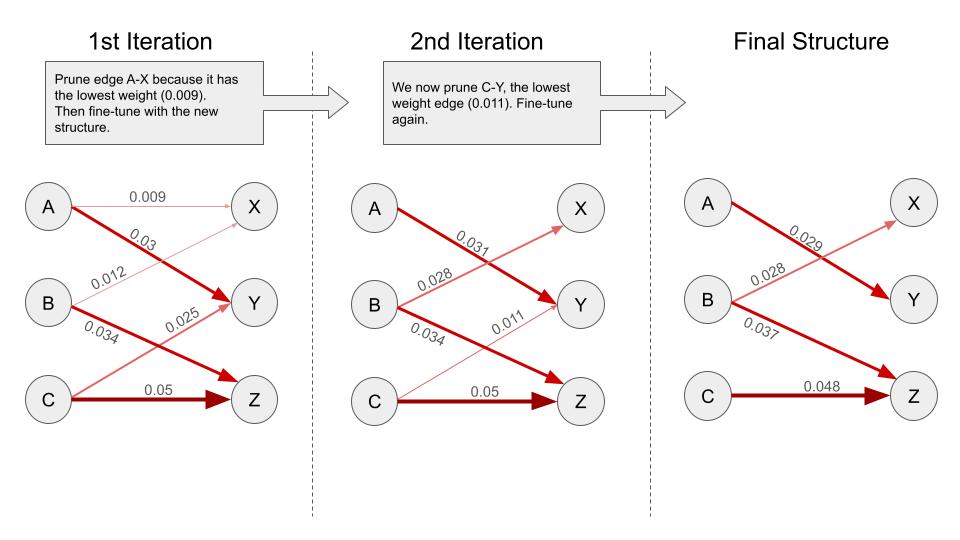 1st Iteration
2nd Iteration
Final Structure
Prune edge A-X because it has
the lowest weight (0.009).
Then fine-tune with the new
structure.
We now prune C-Y, the lowest
weight edge (0.011). Fine-tune
again.
A
0.009
X
0.03
0.012
B
Y
0.025
0.034
C
0.05
Z
A
X
0.031
0.028
B
Y
0.011
0.034
C
0.05
Z
A
X
0.029
0.028
B
Y
0.037
C
0.048
Z